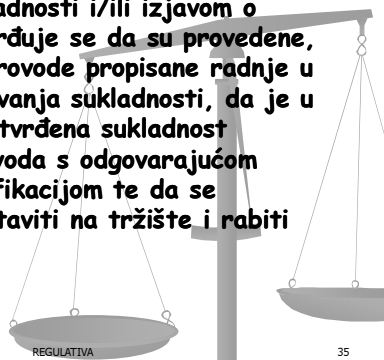 adnosti i/ili izjavom o
rđuje se da su provedene,
rovode propisane radnje u
vanja sukladnosti, da je u
tvrđena sukladnost
voda s odgovarajućom
fikacijom te da se
taviti na tržište i rabiti
REGULATIVA 35